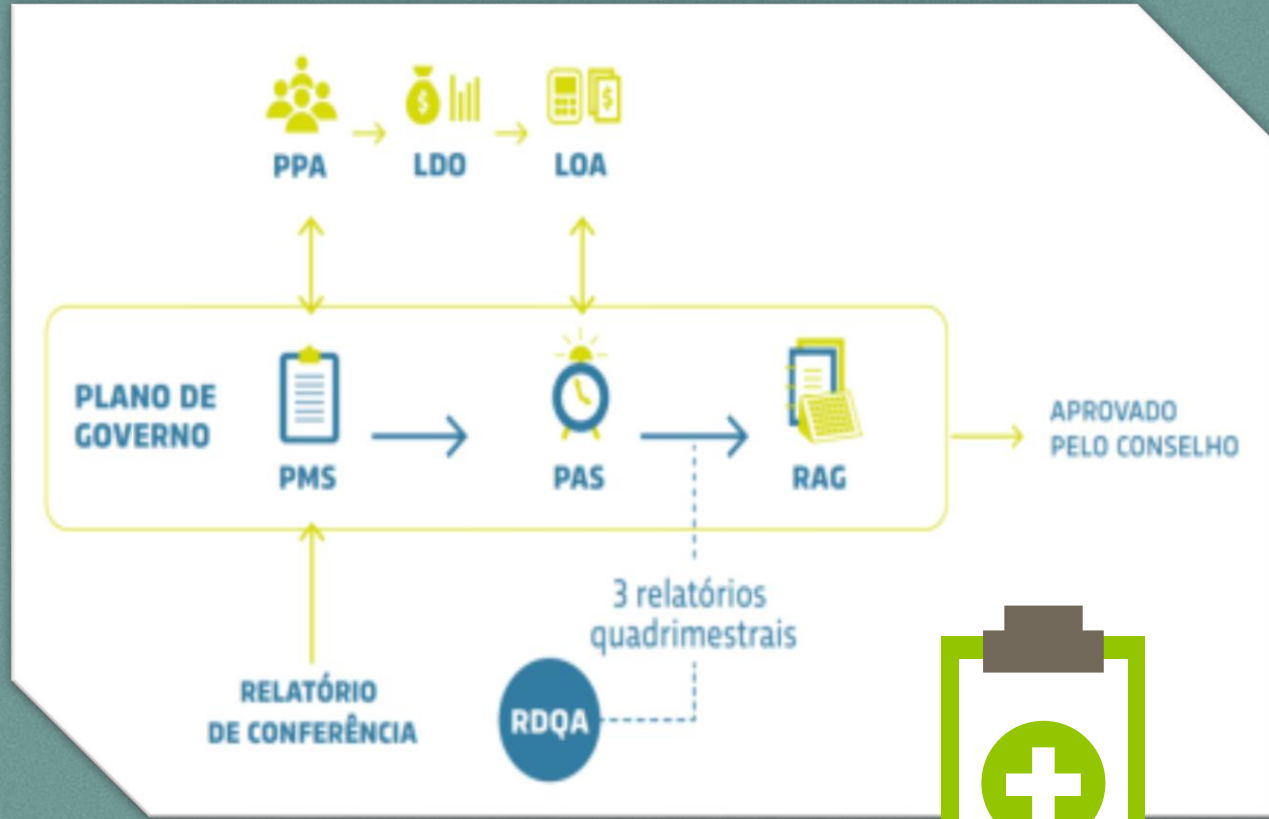 PPA
LDO
LOA
PLANO DE
GOVERNO
PMS
PAS
RAG
APROVADO
PELO CONSELHO
3 relatórios
quadrimestrais
RELATÓRIO
DE CONFERÊNCIA
RDQA